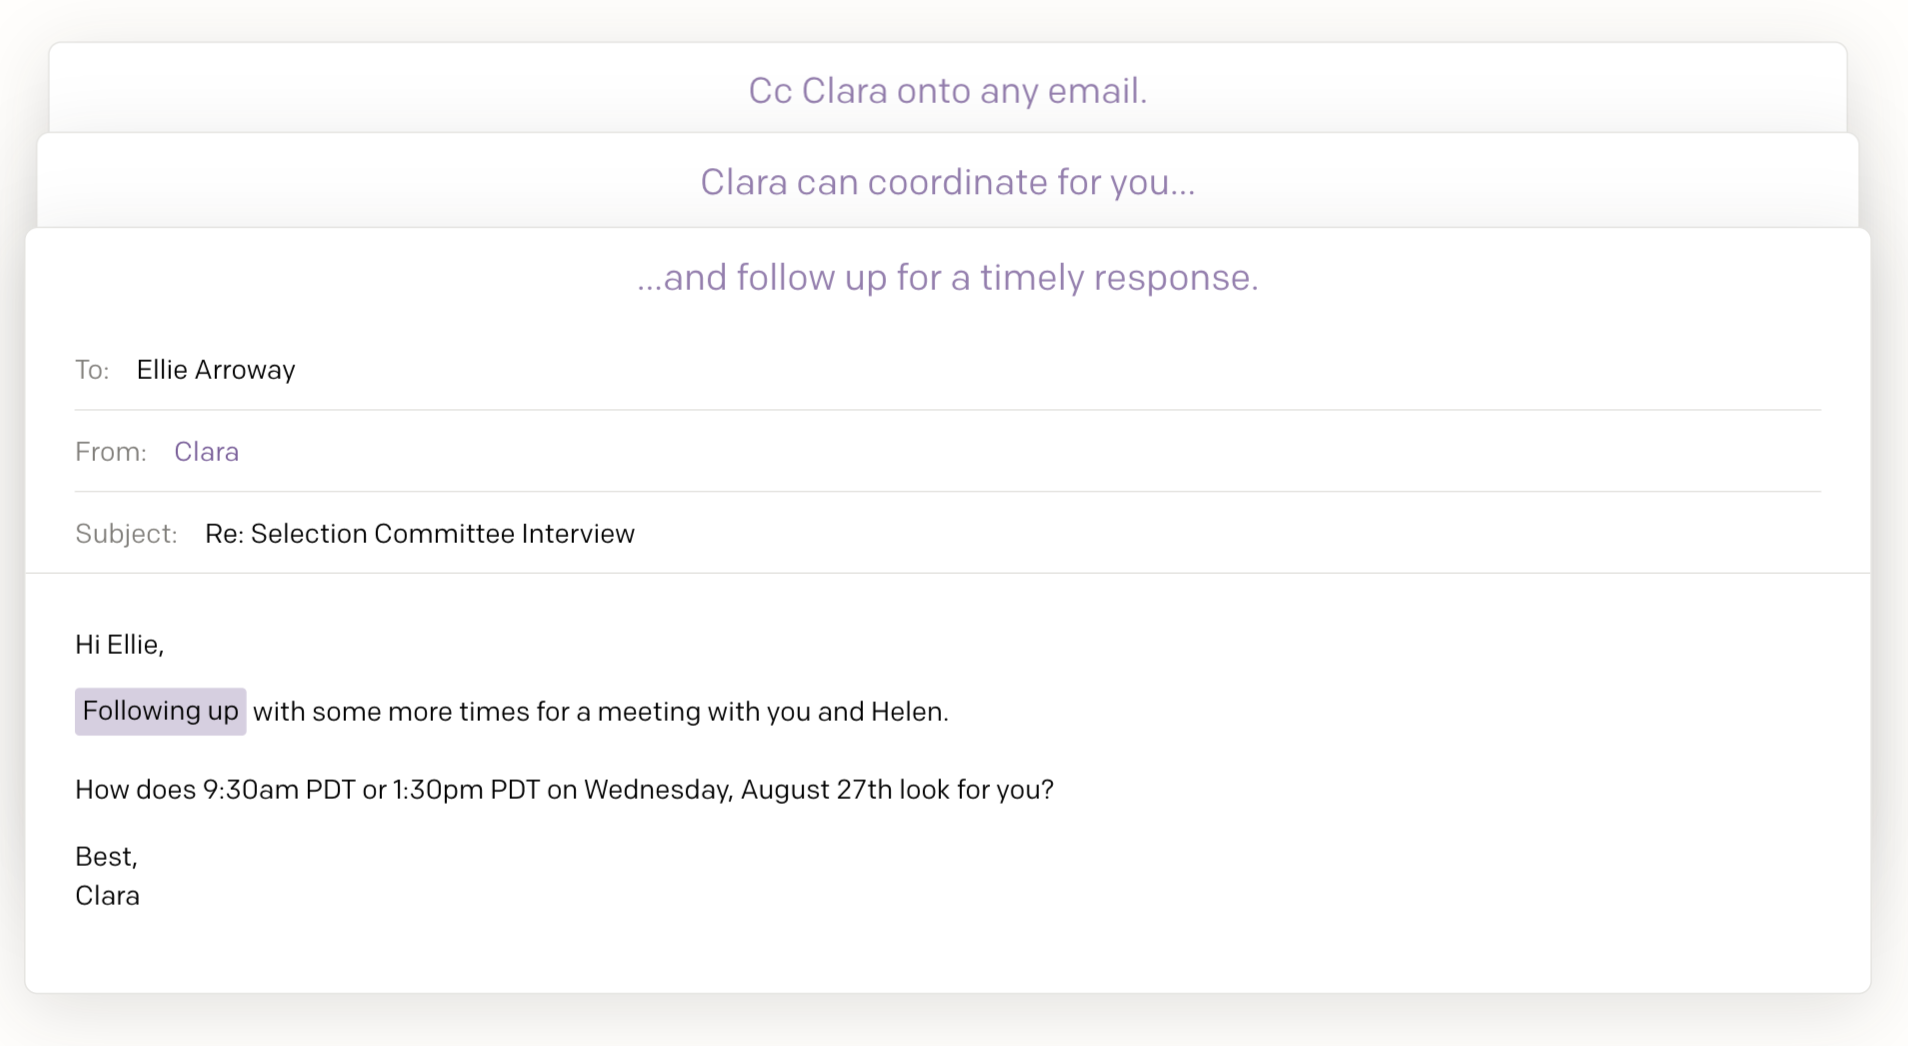 Cc Clara onto any email.
Clara can coordinate for you...
...and follow up for a timely response.
To: Ellie Arroway
From: Clara
Subject: Re: Selection Committee Interview
Hi Ellie,
Following up with some more times for a meeting with you and Helen.
How does 9:30am PDT or 1:30pm PDT on Wednesday, August 27th look for you?
Best,
Clara